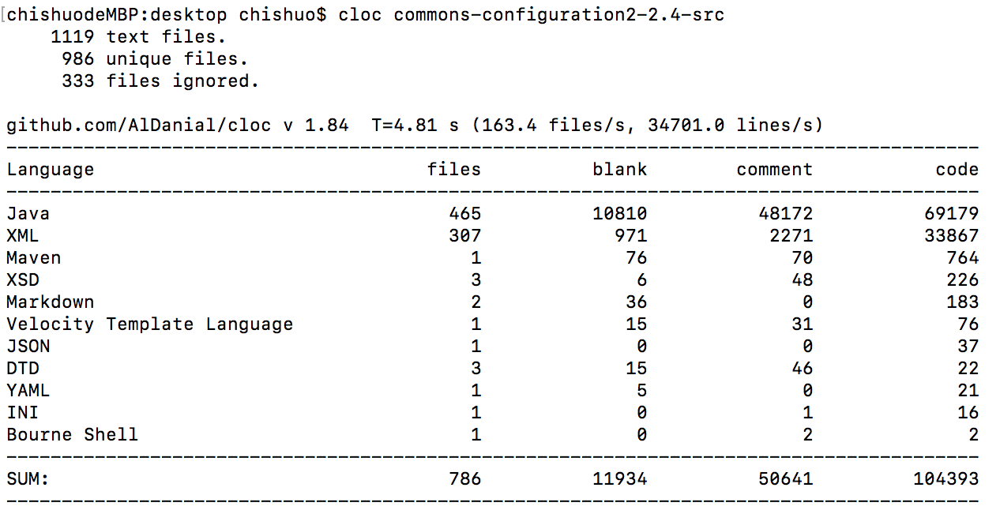 [chishuodeMBP:desktop chishuo$ cloc commons-configuration2-2.4-src
    1119 text files.
     986 unique files.
     333 files ignored.

github.com/AlDanial/cloc v 1.84  T=4.81 s (163.4 files/s, 34701.0 lines/s)
----------------------------------------------------------------------------------------
Language                              files          blank        comment           code
----------------------------------------------------------------------------------------
Java                                    465          10810          48172          69179
XML                                     307            971           2271          33867
Maven                                     1             76             70            764
XSD                                       3              6             48            226
Markdown                                  2             36              0            183
Velocity Template Language                1             15             31             76
JSON                                      1              0              0             37
DTD                                       3             15             46             22
YAML                                      1              5              0             21
INI                                       1              0              1             16
Bourne Shell                              1              0              2              2
----------------------------------------------------------------------------------------
SUM:                                    786          11934          50641         104393
----------------------------------------------------------------------------------------